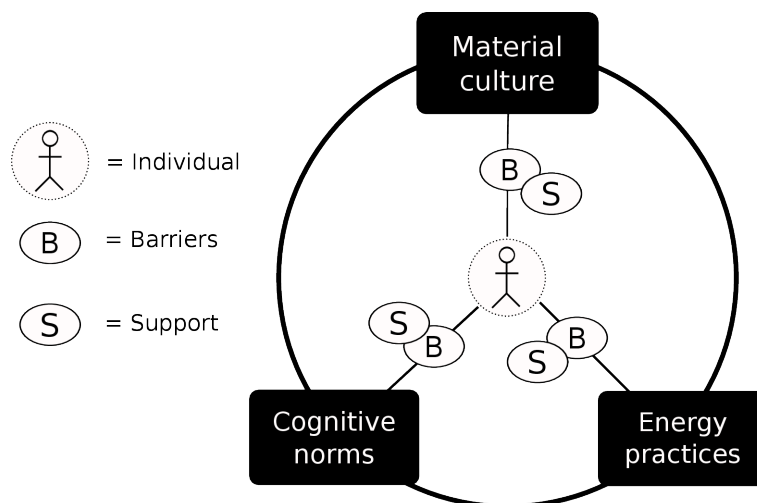 Material
culture
B
S
= Individual
B
= Barriers
S
= Support
S
B
B
S
Cognitive
norms
Energy
practices